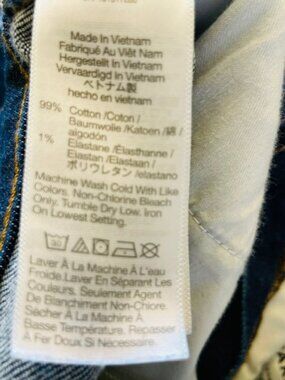 Made In Vietnam
Fabriqué Au Viêt Nam
Hergestellt In Vietnam
Vervaardigd In Vietnam
ベトナム製
hecho en vietnam
99% Cotton /Coton /
Baumwolle /Katoen /綿 /
algodón
1% Elastane /Élasthanne /
Elastan /Elastaan /
ポリウレタン /elastano
Machine Wash Cold With Like
Colors. Non-Chlorine Bleach
Only. Tumble Dry Low. Iron
On Lowest Setting.
Laver À La Machine À L'eau
Froide.Laver En Séparant Les
Couleurs. Seulement Agent
De Blanchiment Non-Chlore.
Sécher À La Machine À
Basse Température. Repasser
À Fer Doux Si Nécessaire.